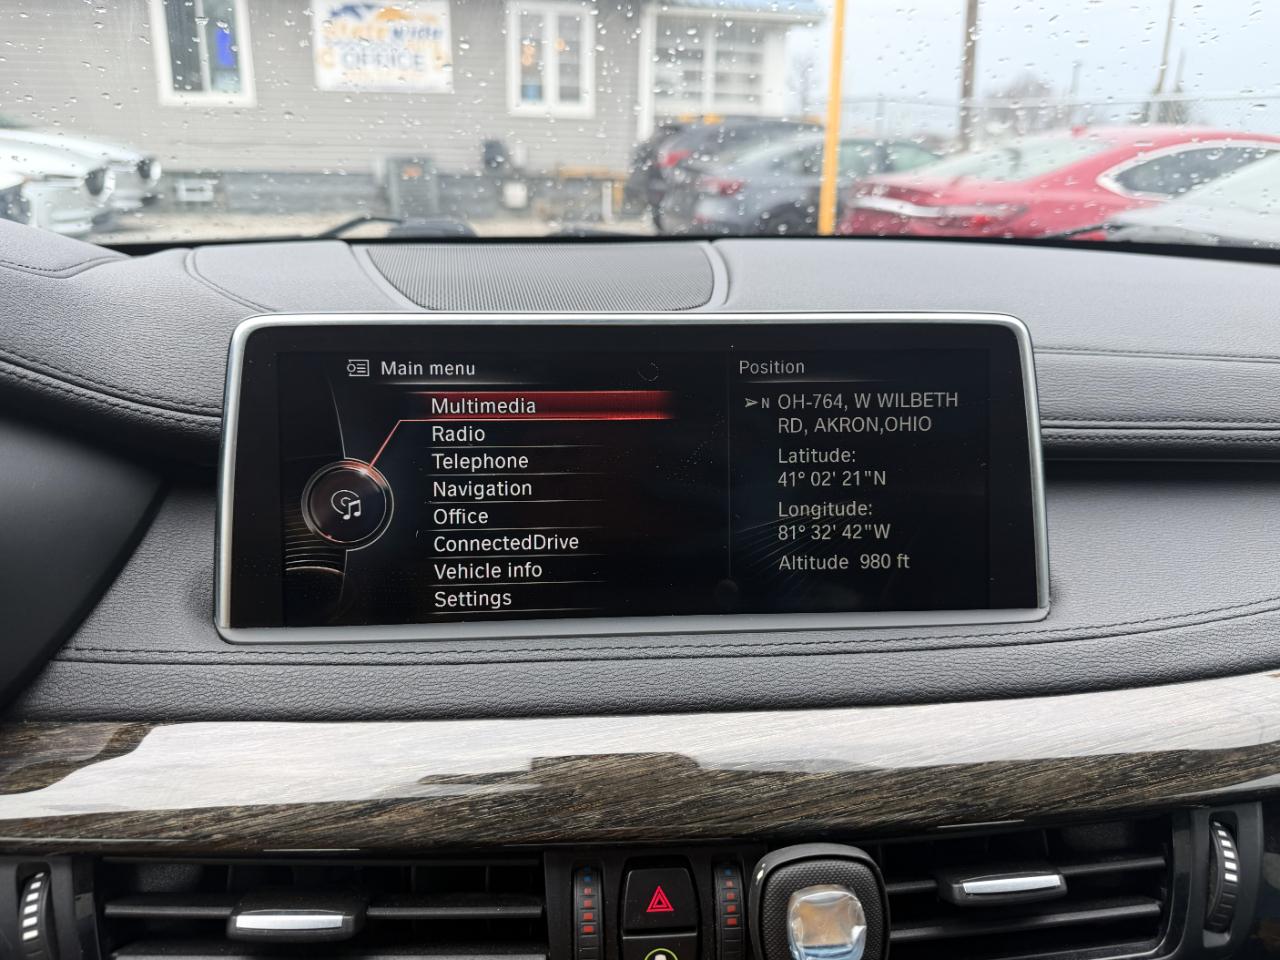 statewide
OFFICE
Main menu
Multimedia
Radio
Telephone
Navigation
Office
ConnectedDrive
Vehicle info
Settings
Position
N OH-764, W WILBETH
RD, AKRON,OHIO
Latitude:
41° 02' 21"N
Longitude:
81° 32' 42"W
Altitude 980 ft